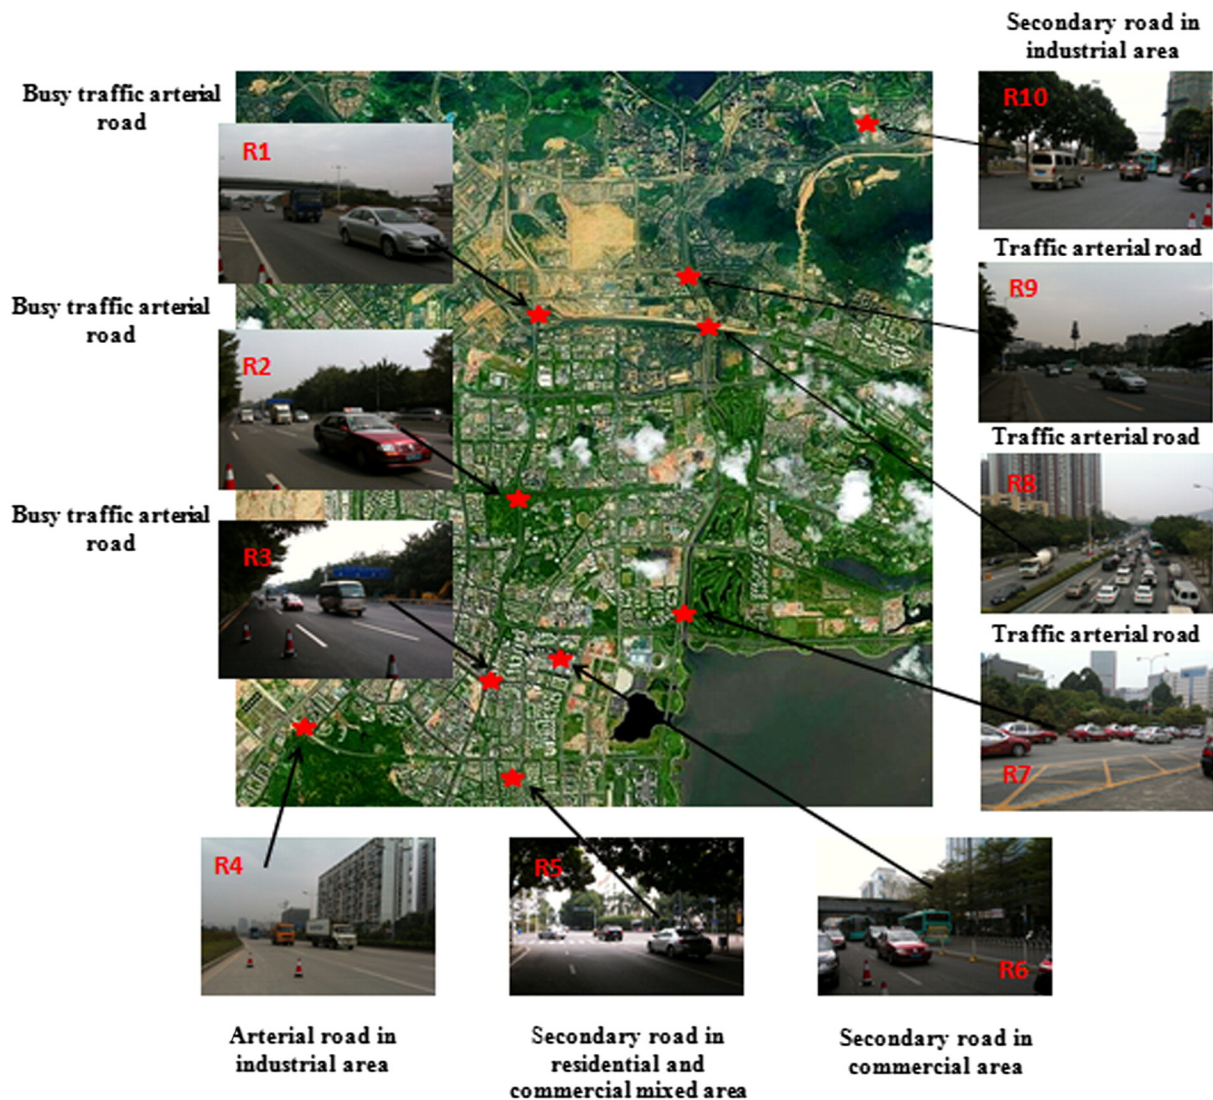 Secondary road in
industrial area
Busy traffic arterial
road
R1
R10
Traffic arterial road
R9
Busy traffic arterial
road
R2
Traffic arterial road
R8
Busy traffic arterial
road
R3
Traffic arterial road
R7
R4
R5
R6
Arterial road in
industrial area
Secondary road in
residential and
commercial mixed area
Secondary road in
commercial area